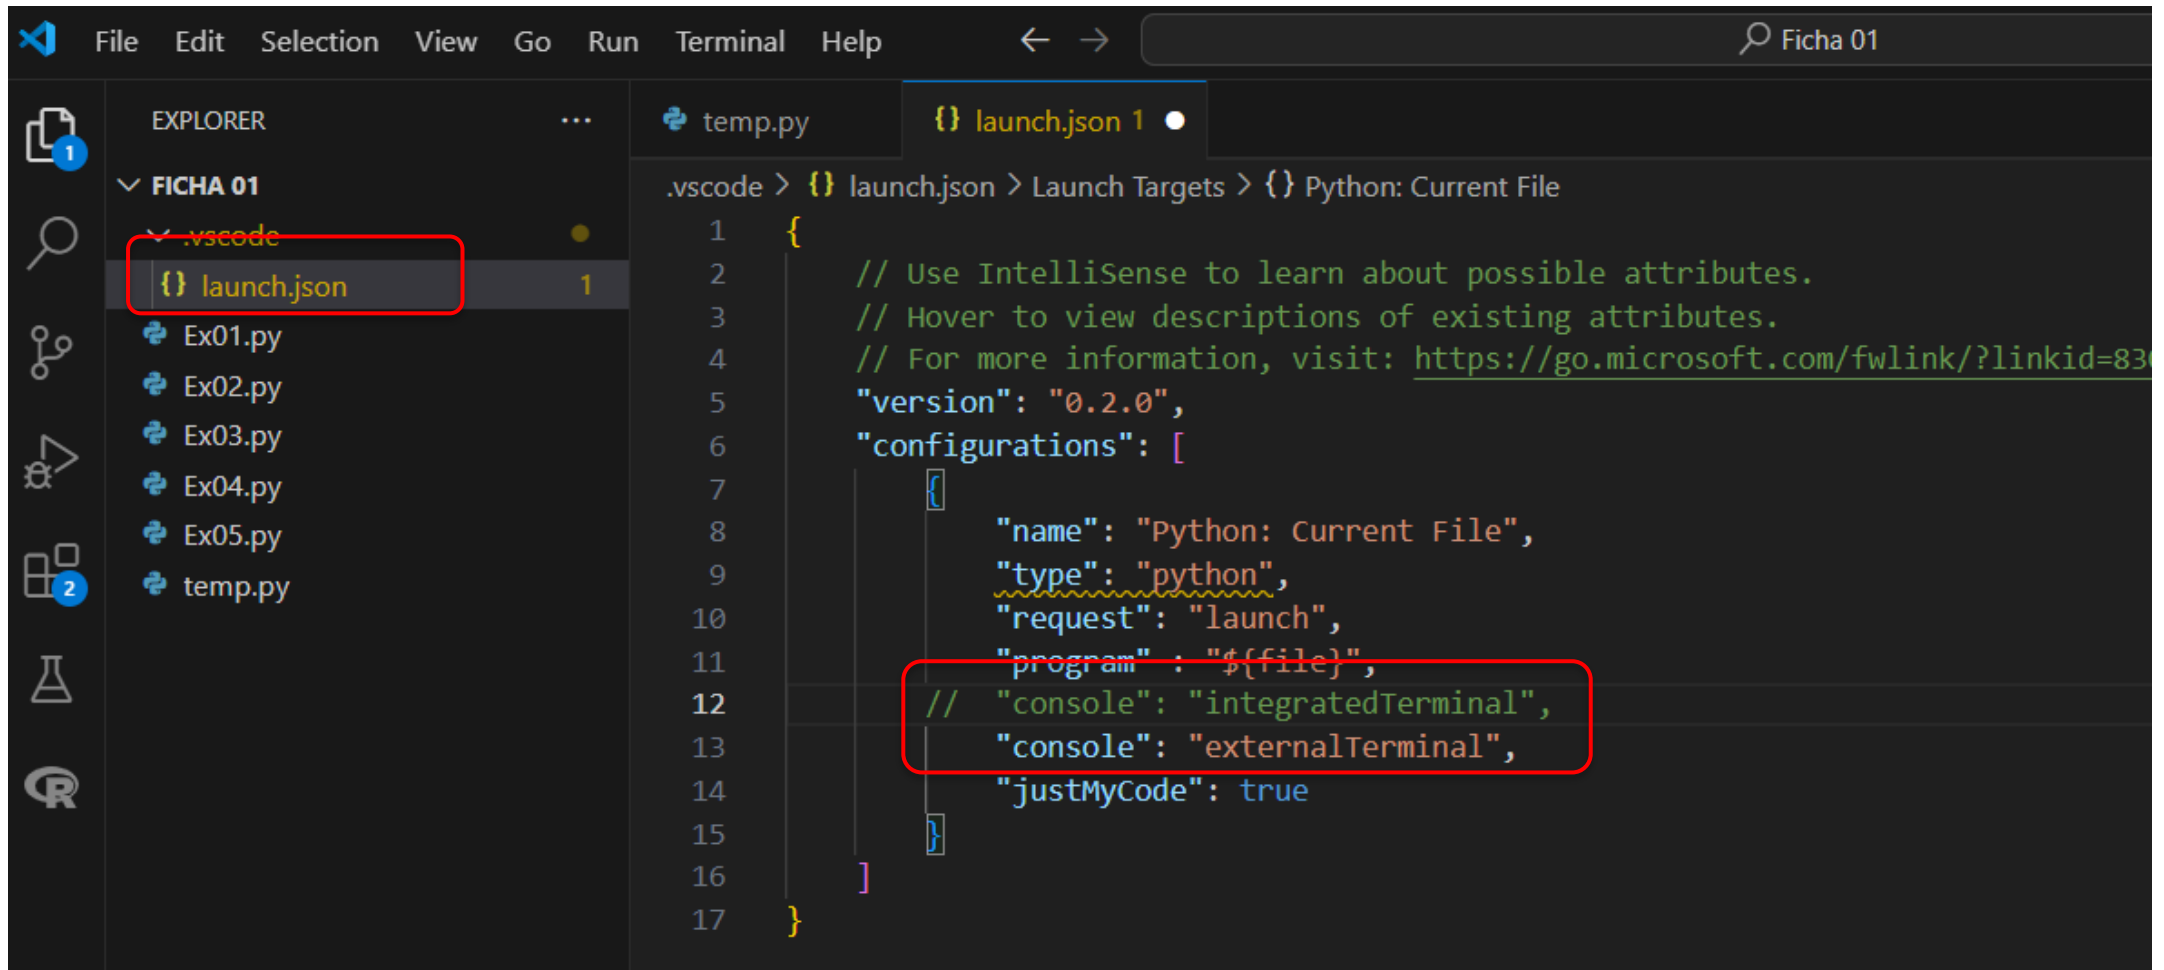 File Edit Selection View Go Run Terminal Help ← → Ficha 01
EXPLORER ···
temp.py {} launch.json 1 ●
FICHA 01
.vscode > {} launch.json > Launch Targets > {} Python: Current File
.vscode
{} launch.json 1
Ex01.py
Ex02.py
Ex03.py
Ex04.py
Ex05.py
temp.py
1
2
R
1 {
2 // Use IntelliSense to learn about possible attributes.
3 // Hover to view descriptions of existing attributes.
4 // For more information, visit: https://go.microsoft.com/fwlink/?linkid=83
5 "version": "0.2.0",
6 "configurations": [
7 {
8 "name": "Python: Current File",
9 "type": "python",
10 "request": "launch",
11 "program" : "${file}",
12 // "console": "integratedTerminal",
13 "console": "externalTerminal",
14 "justMyCode": true
15 }
16 ]
17 }